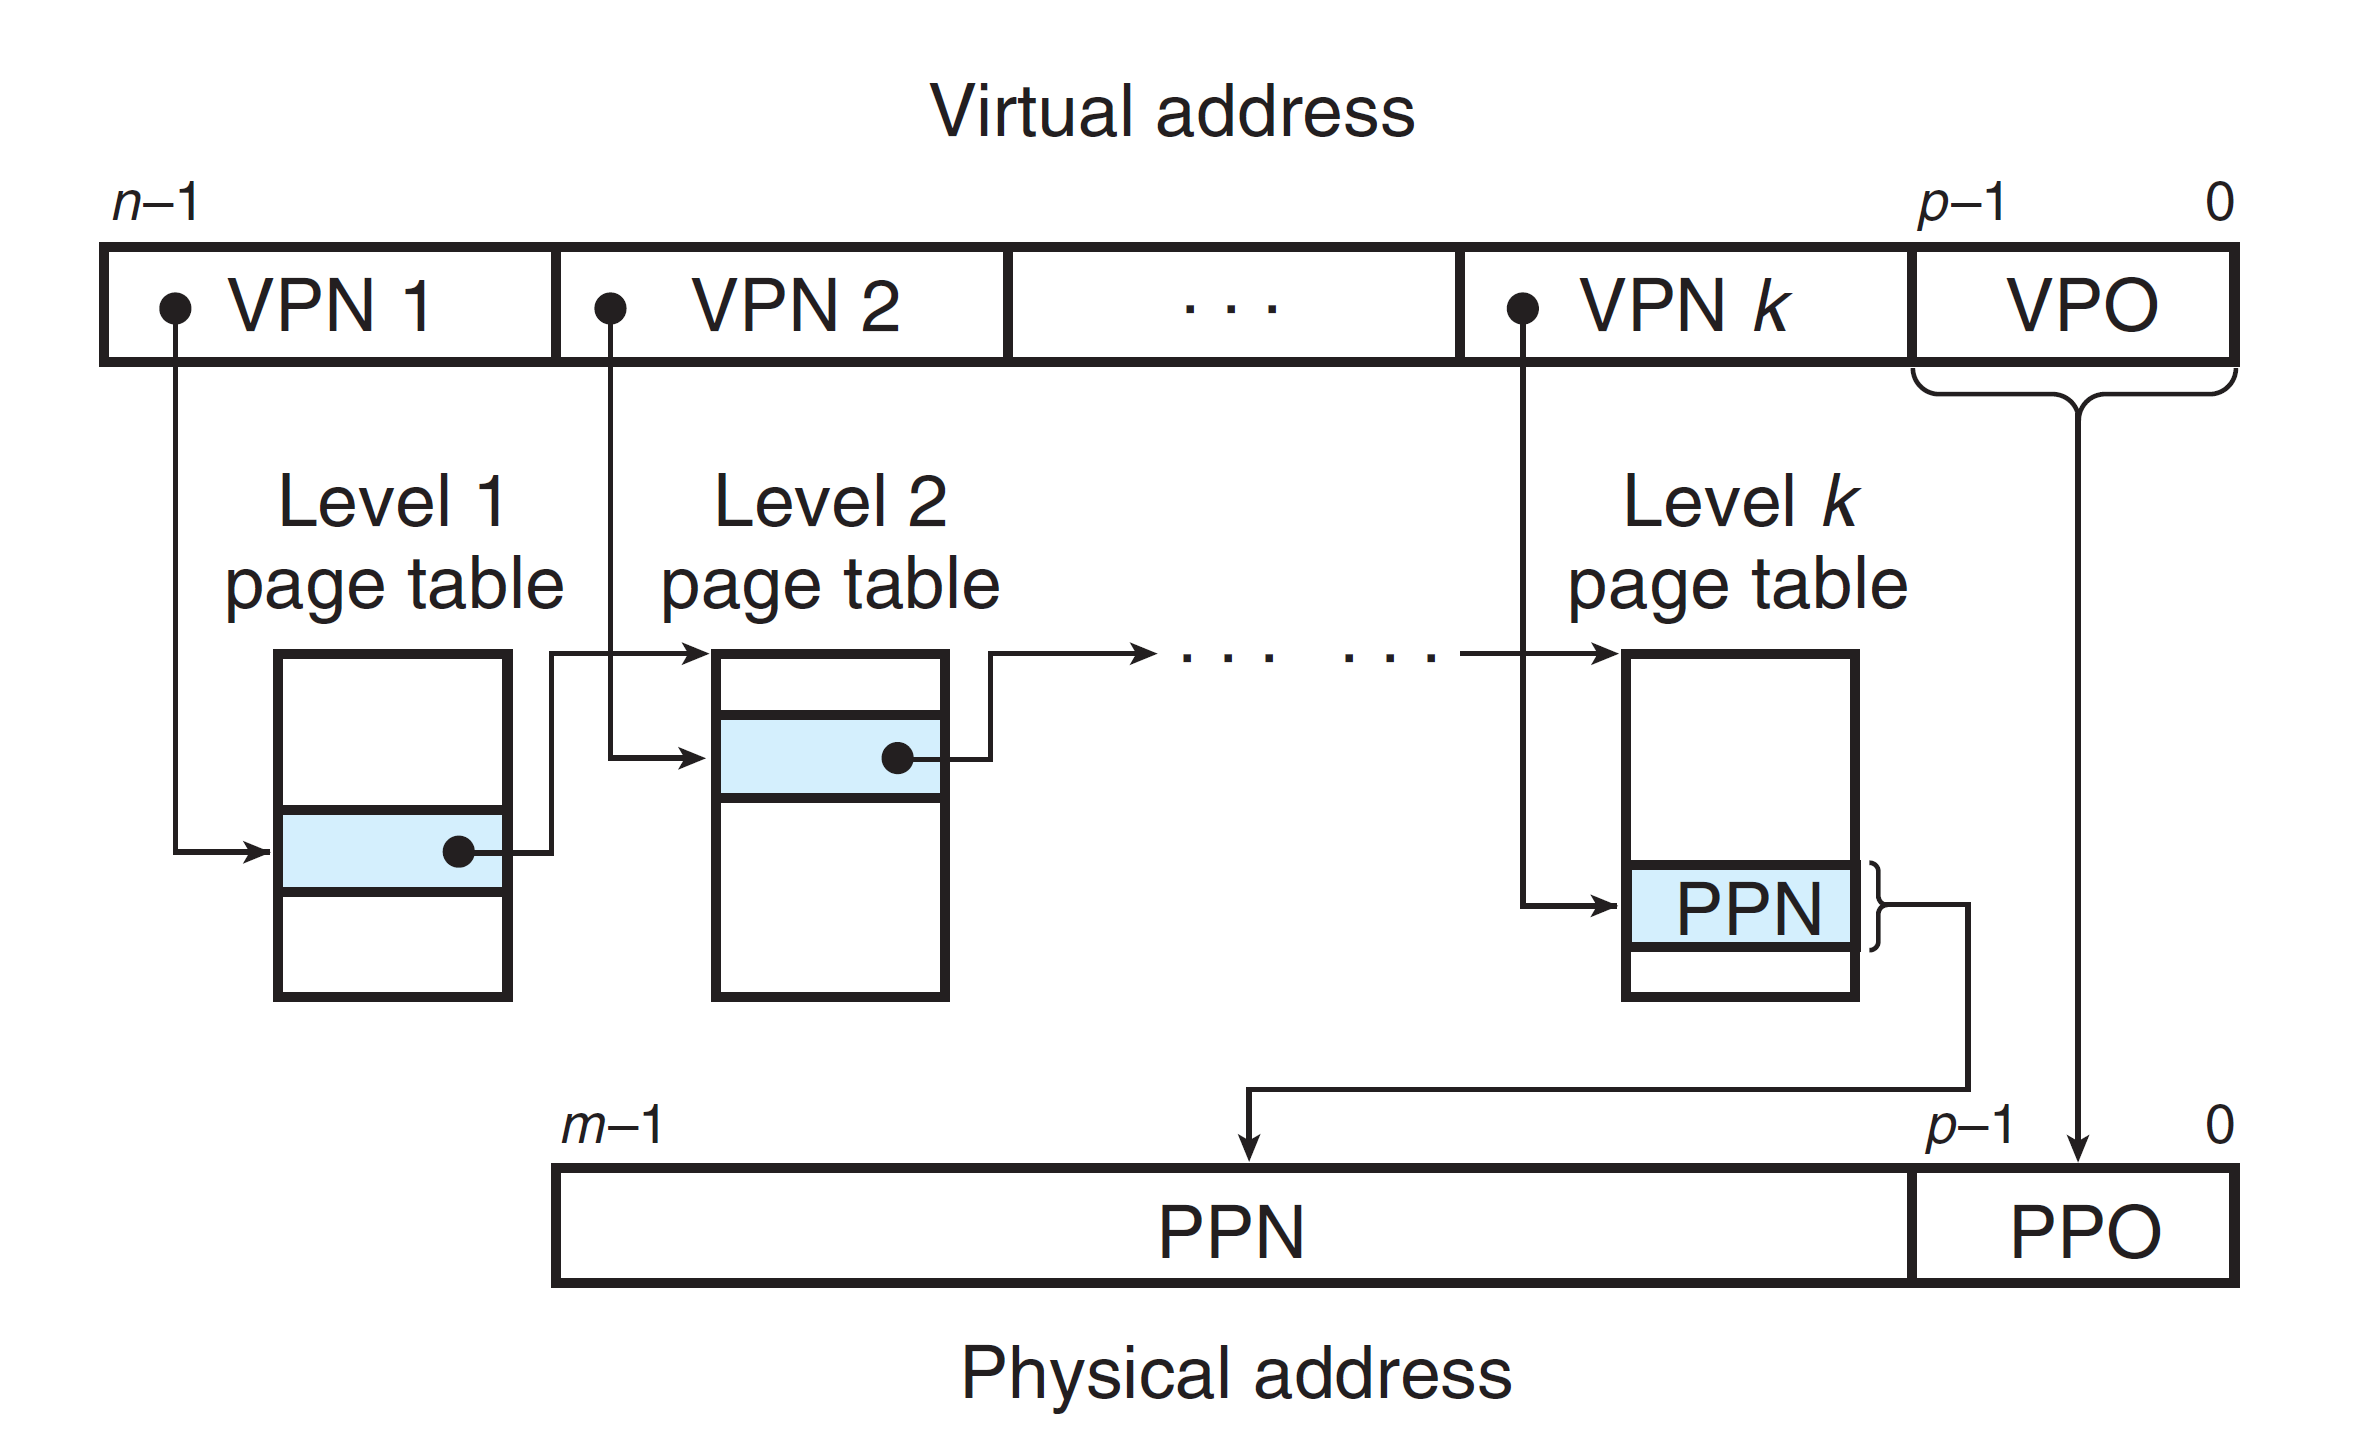 Virtual address
n–1 p–1 0
VPN 1 VPN 2 . . . VPN k VPO
Level 1 Level 2 Level k
page table page table page table
. . . . . .
PPN
m–1 p–1 0
PPN PPO
Physical address